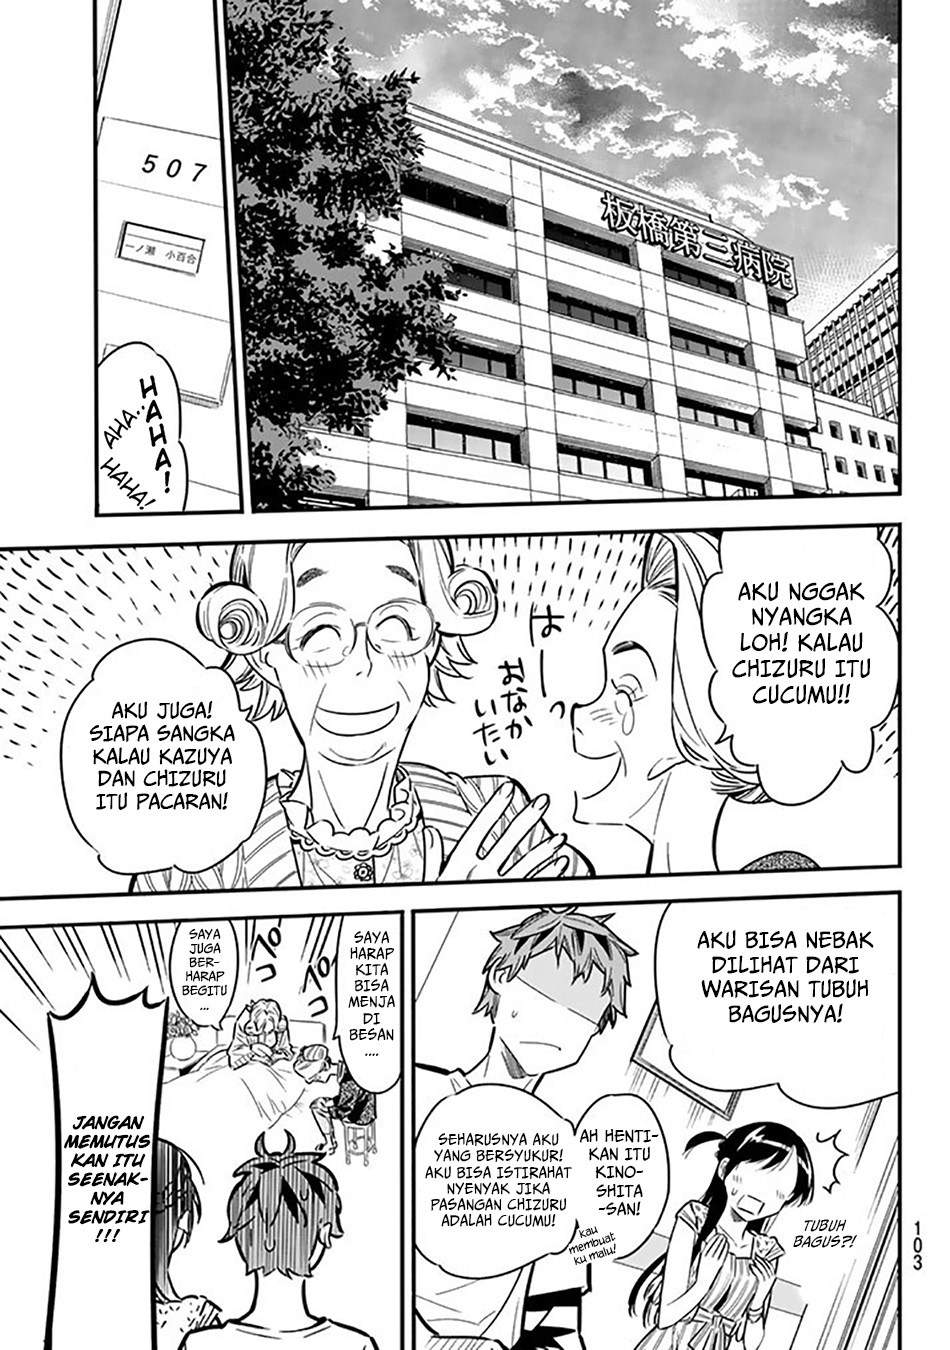 板橋第三病院
507
一ノ瀬 小百合
HAHA
HAHA!
AHA..
HAHA!
AKU NGGAK
NYANGKA
LOH! KALAU
CHIZURU ITU
CUCUMU!!
はーっ
おなか
いたい
AKU JUGA!
SIAPA SANGKA
KALAU KAZUYA
DAN CHIZURU
ITU PACARAN!
AKU BISA NEBAK
DILIHAT DARI
WARISAN TUBUH
BAGUSNYA!
TUBUH
BAGUS?!
AH HENTI-
KAN ITU
KINO-
SHITA-
-SAN!
kau
membuat
ku malu!
SEHARUSNYA AKU
YANG BERSYUKUR!
AKU BISA ISTIRAHAT
NYENYAK JIKA
PASANGAN CHIZURU
ADALAH CUCUMU!
SAYA
HARAP
KITA BISA
MENJA
DI
BESAN
....
ペコ
ペコ
SAYA
JUGA
BER-
HARAP
BEGITU
...
JANGAN
MEMUTUS
KAN ITU
SEENAK-
NYA
SENDIRI
!!!
103